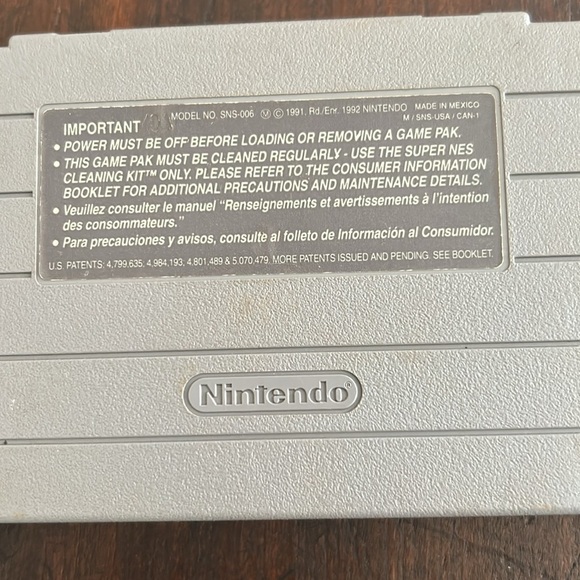 MODEL NO. SNS-006 Ⓜ © 1991. Rd./Enr. 1992 NINTENDO MADE IN MEXICO
IMPORTANT M / SNS-USA / CAN-1
• POWER MUST BE OFF BEFORE LOADING OR REMOVING A GAME PAK.
• THIS GAME PAK MUST BE CLEANED REGULARLY - USE THE SUPER NES
CLEANING KIT™ ONLY. PLEASE REFER TO THE CONSUMER INFORMATION
BOOKLET FOR ADDITIONAL PRECAUTIONS AND MAINTENANCE DETAILS.
• Veuillez consulter le manuel "Renseignements et avertissements à l'intention
des consommateurs."
• Para precauciones y avisos, consulte al folleto de Información al Consumidor.
U.S. PATENTS: 4,799,635; 4,984,193; 4,801,489 & 5,070,479. MORE PATENTS ISSUED AND PENDING. SEE BOOKLET.
Nintendo®